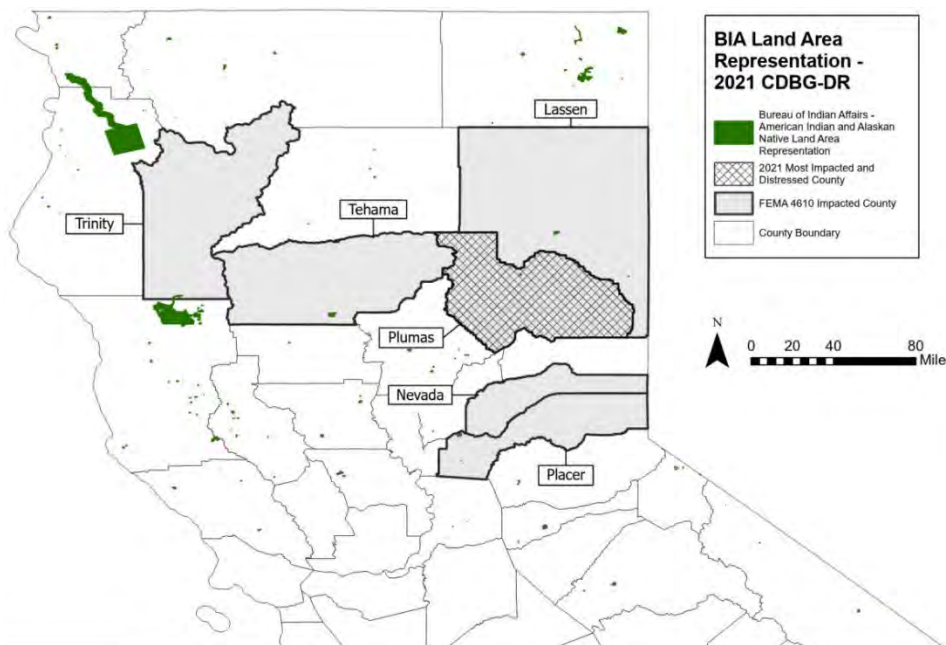 BIA Land Area
Representation -
2021 CDBG-DR
Bureau of Indian Affairs -
American Indian and Alaskan
Native Land Area
Representation
2021 Most Impacted and
Distressed County
FEMA 4610 Impacted County
County Boundary
Lassen
Tehama
Trinity
Plumas
Nevada
Placer
N
0 20 40 80
Mile